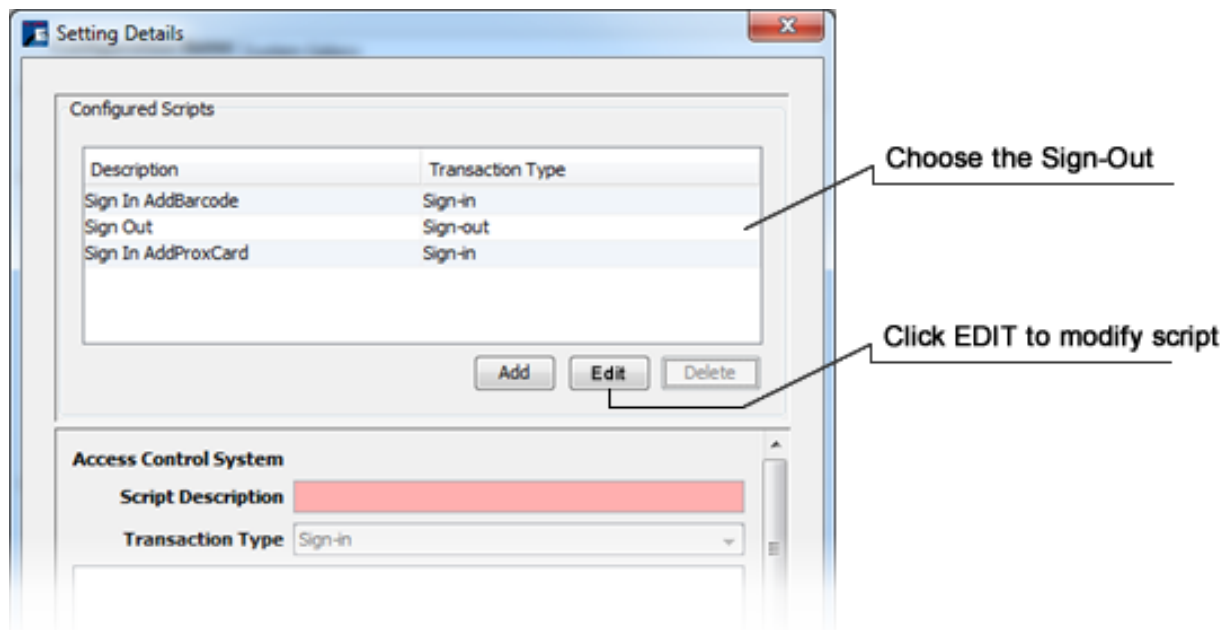 Setting Details
Configured Scripts
Description Transaction Type
Sign In AddBarcode Sign-in
Sign Out Sign-out
Sign In AddProxCard Sign-in
Choose the Sign-Out
Click EDIT to modify script
Add Edit Delete
Access Control System
Script Description
Transaction Type Sign-in